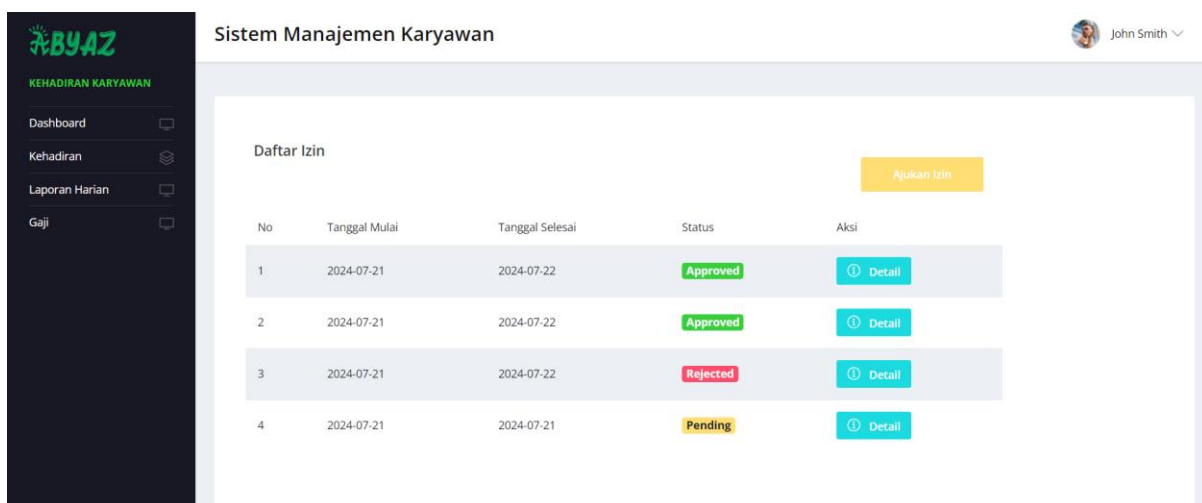 ABYAZ
Sistem Manajemen Karyawan
John Smith
KEHADIRAN KARYAWAN
Dashboard
Kehadiran
Laporan Harian
Gaji
Daftar Izin
Ajukan Izin
No Tanggal Mulai Tanggal Selesai Status Aksi
1 2024-07-21 2024-07-22 Approved Detail
2 2024-07-21 2024-07-22 Approved Detail
3 2024-07-21 2024-07-22 Rejected Detail
4 2024-07-21 2024-07-21 Pending Detail